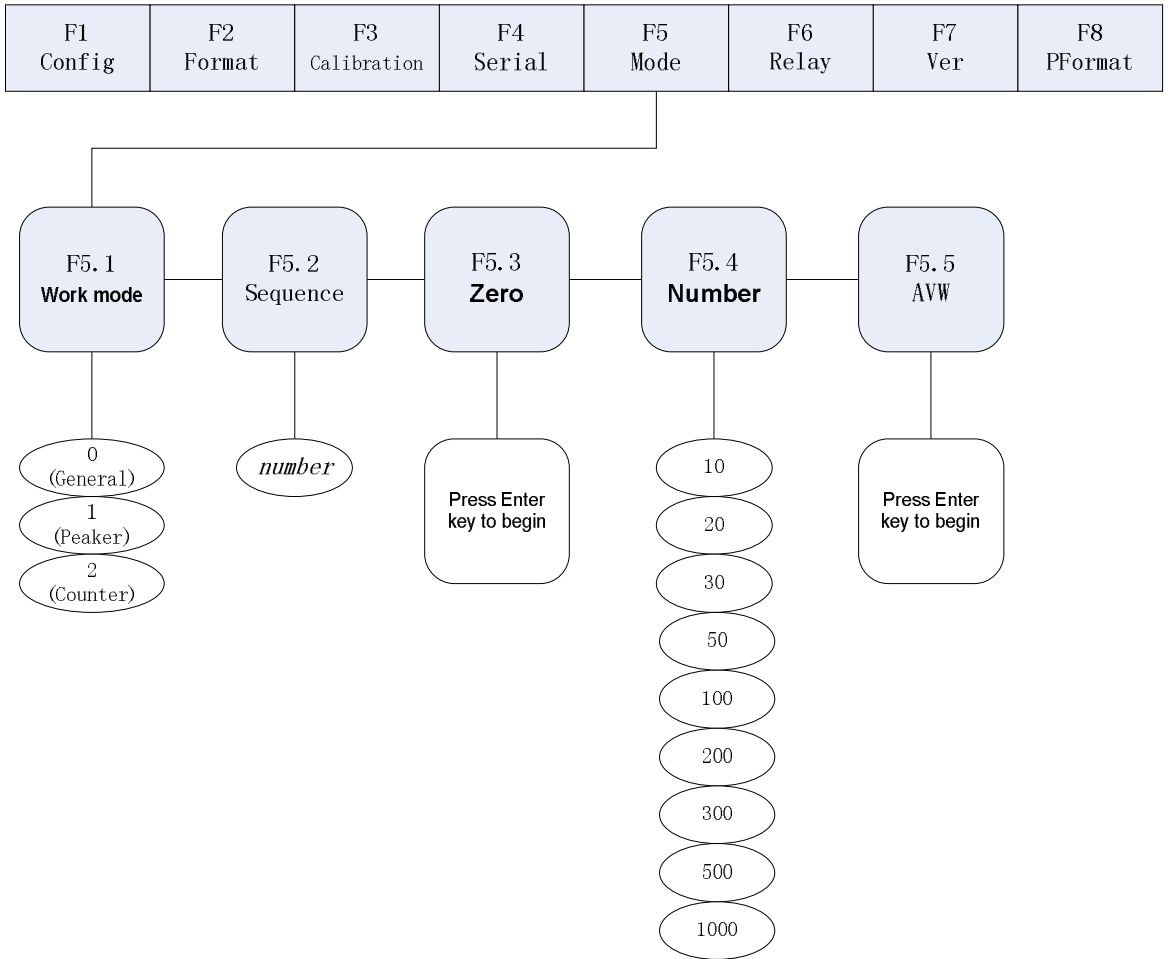 F1
Config
F2
Format
F3
Calibration
F4
Serial
F5
Mode
F6
Relay
F7
Ver
F8
PFormat
F5.1
Work mode
F5.2
Sequence
F5.3
Zero
F5.4
Number
F5.5
AVW
0
(General)
1
(Peaker)
2
(Counter)
number
Press Enter
key to begin
10
20
30
50
100
200
300
500
1000
Press Enter
key to begin